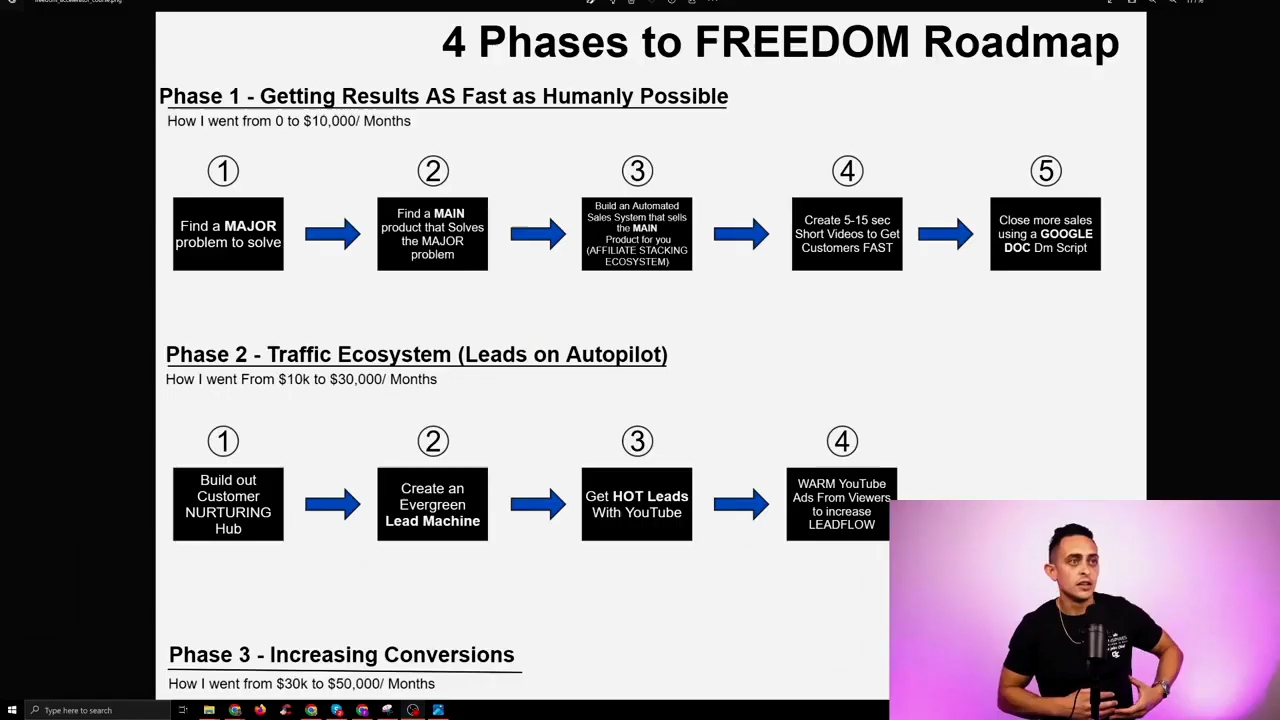 freedom_accelerator_course.png
177%
4 Phases to FREEDOM Roadmap
Phase 1 - Getting Results AS Fast as Humanly Possible
How I went from 0 to $10,000/ Months
1
2
3
4
5
Find a MAJOR
problem to solve
Find a MAIN
product that Solves
the MAJOR
problem
Build an Automated
Sales System that sells
the MAIN
Product for you
(AFFILIATE STACKING
ECOSYSTEM)
Create 5-15 sec
Short Videos to Get
Customers FAST
Close more sales
using a GOOGLE
DOC Dm Script
Phase 2 - Traffic Ecosystem (Leads on Autopilot)
How I went From $10k to $30,000/ Months
1
2
3
4
Build out
Customer
NURTURING
Hub
Create an
Evergreen
Lead Machine
Get HOT Leads
With YouTube
WARM YouTube
Ads From Viewers
to increase
LEADFLOW
Phase 3 - Increasing Conversions
How I went from $30k to $50,000/ Months
Type here to search